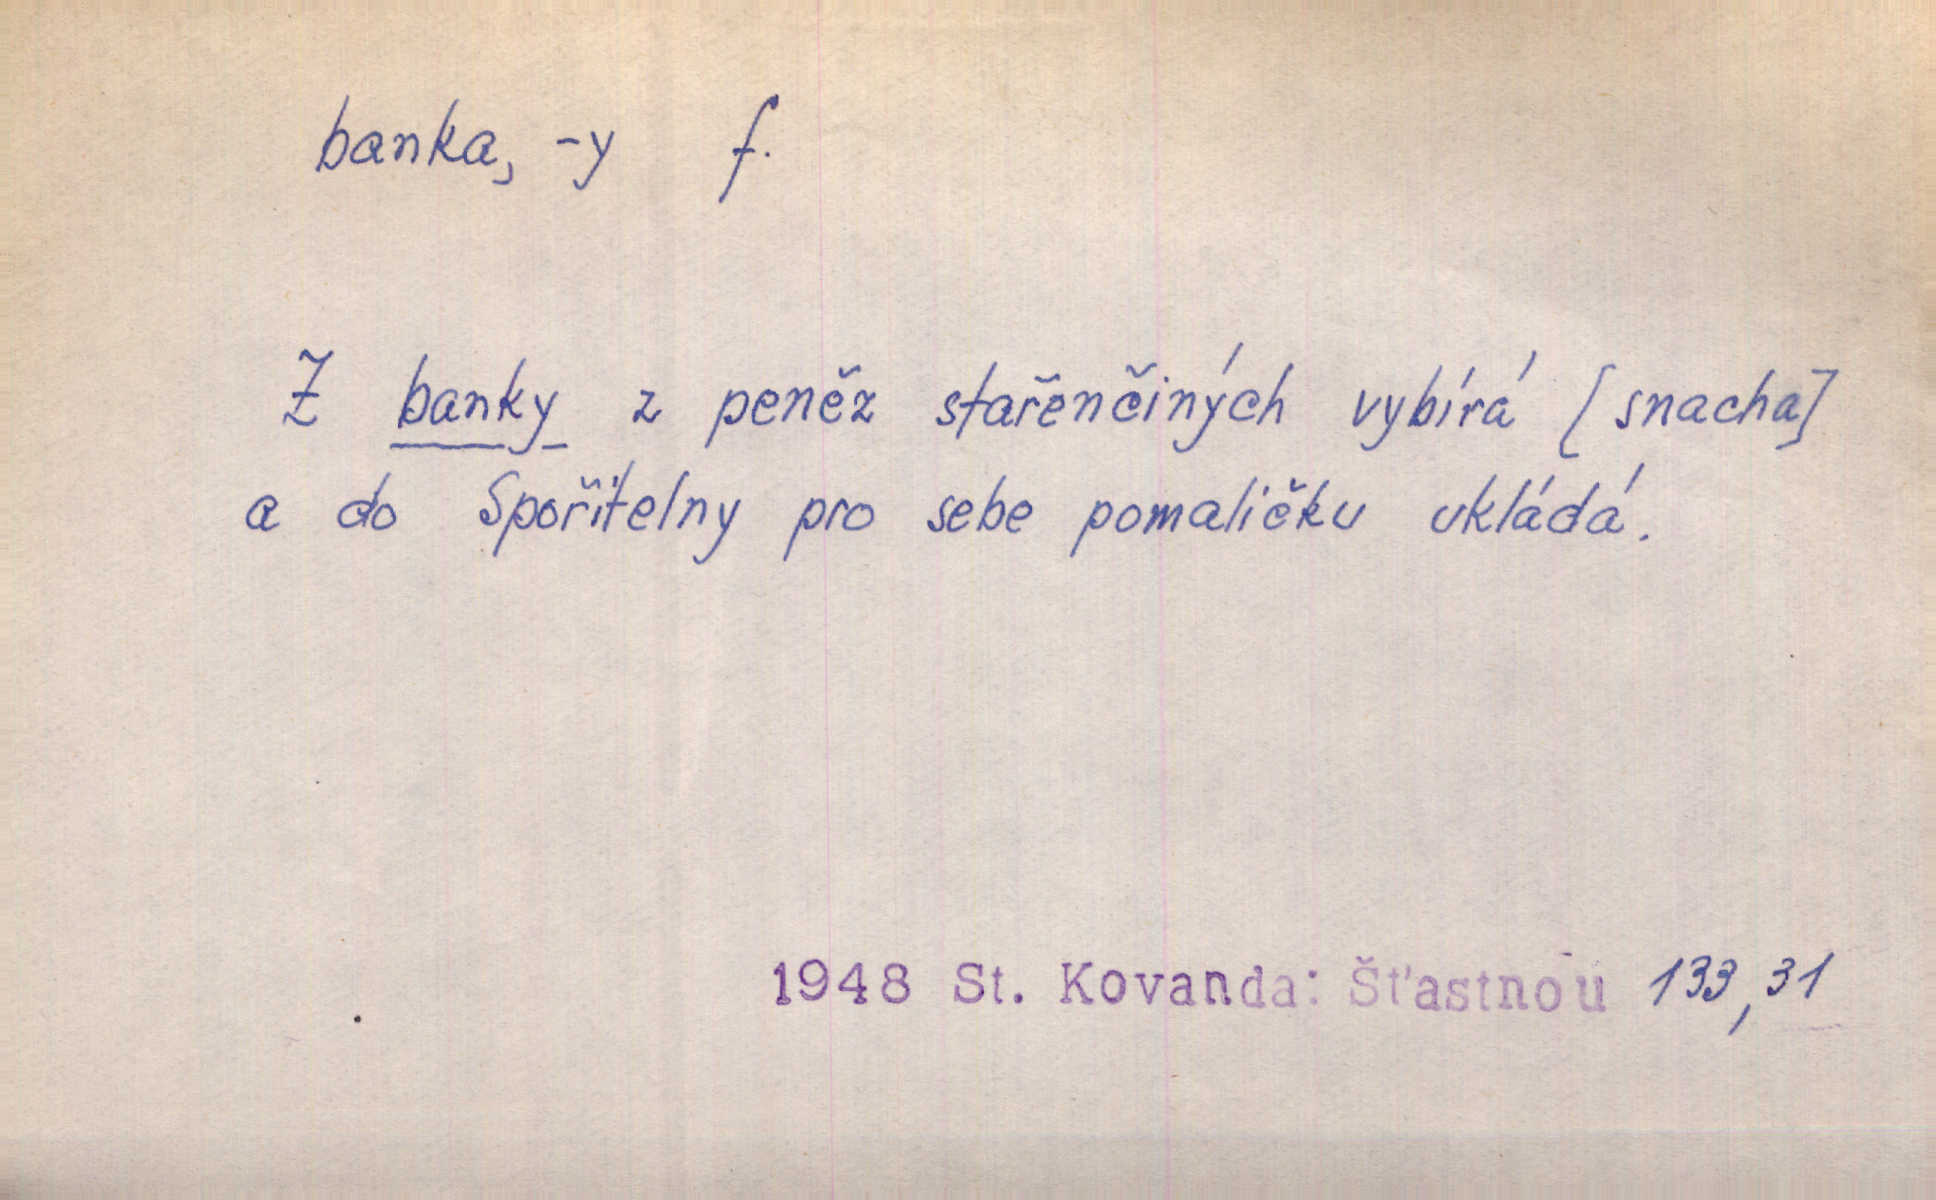 banka, -y f.
Z banky z peněz stařenčiných vybírá [snacha]
a do Spořitelny pro sebe pomaličku ukládá.
1948 St. Kovanda: Šťastnou 133,31